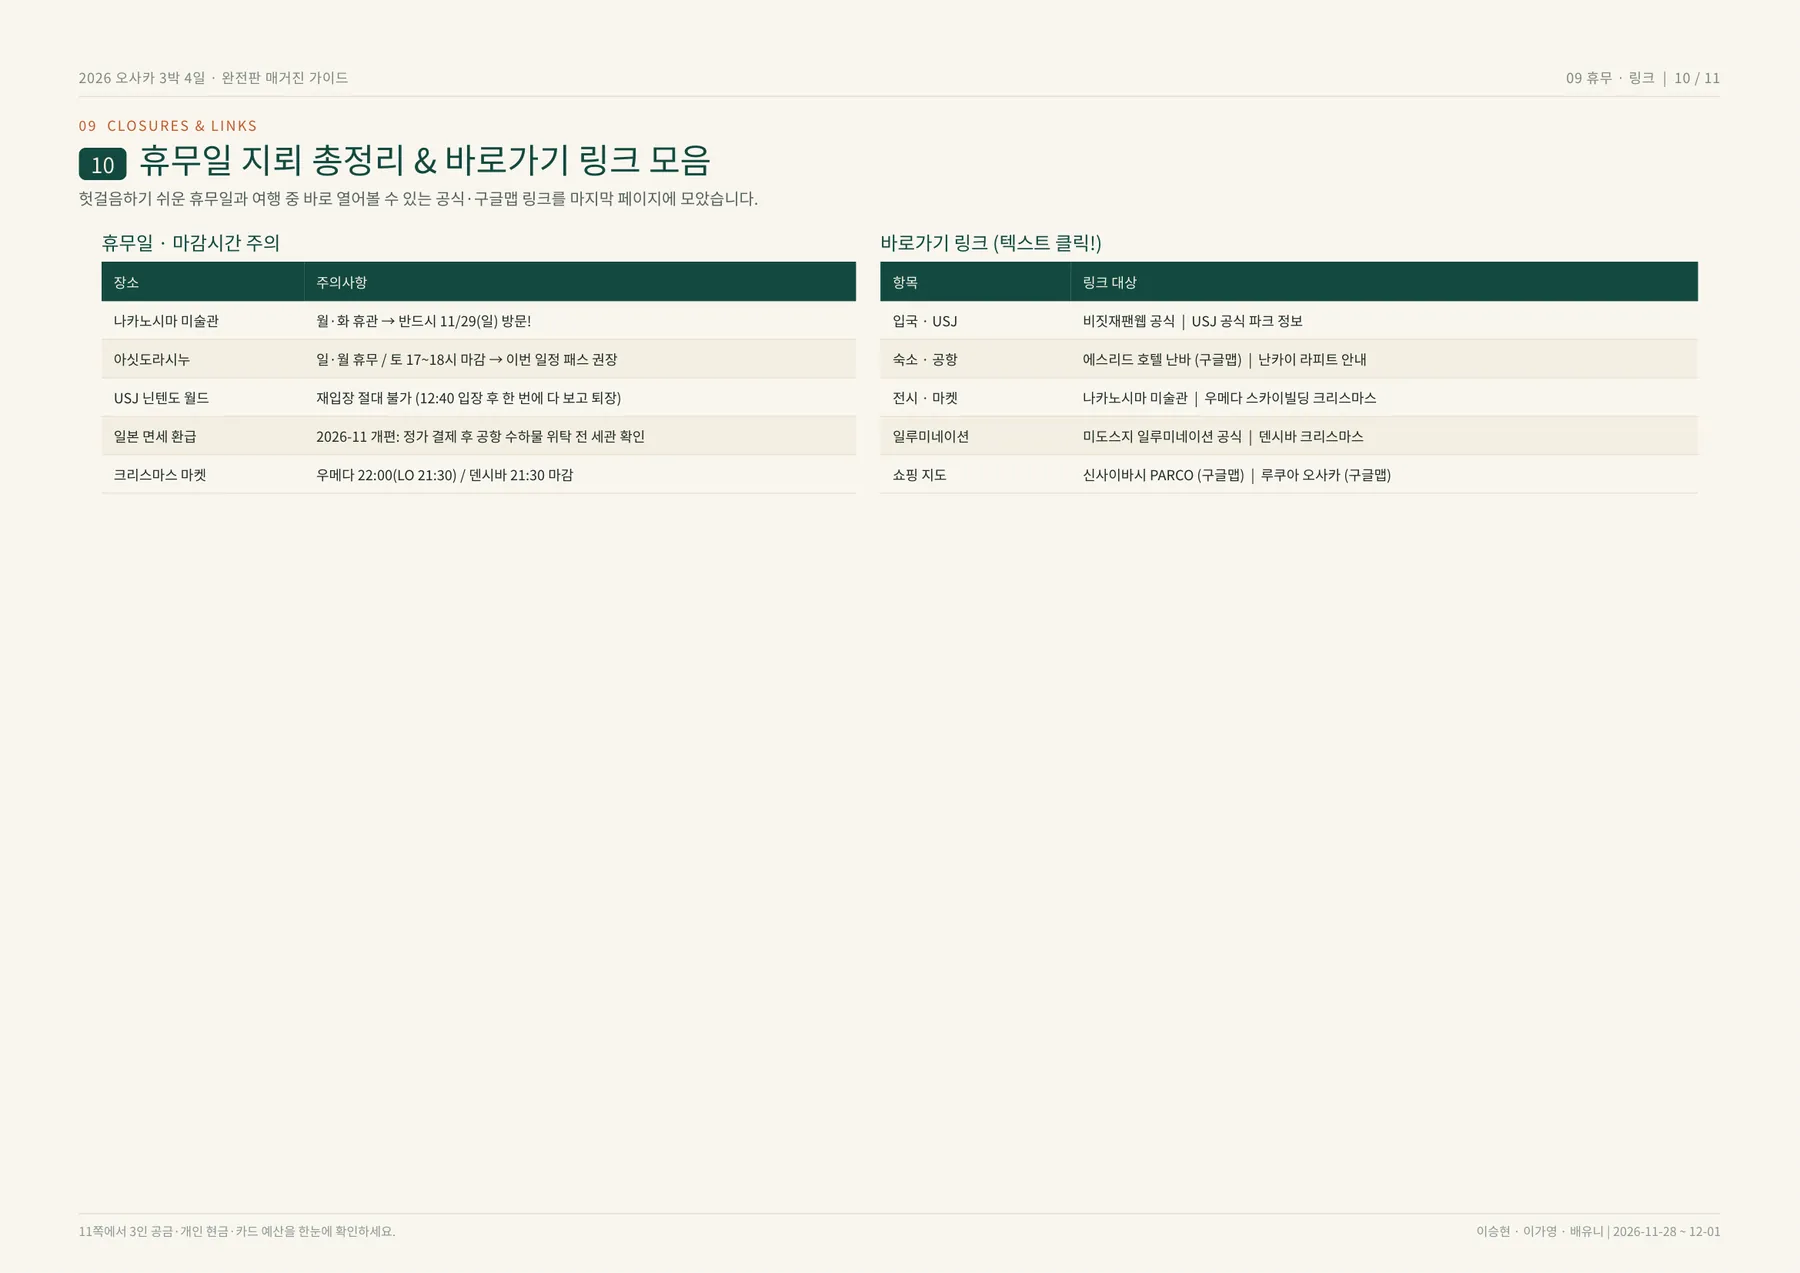 2026 오사카 3박 4일 · 완전판 매거진 가이드
09 휴무 · 링크 | 10 / 11
09 CLOSURES & LINKS
10 휴무일 지뢰 총정리 & 바로가기 링크 모음
헛걸음하기 쉬운 휴무일과 여행 중 바로 열어볼 수 있는 공식·구글맵 링크를 마지막 페이지에 모았습니다.
휴무일 · 마감시간 주의
장소 주의사항
나카노시마 미술관 월·화 휴관 → 반드시 11/29(일) 방문!
아싯도라시누 일·월 휴무 / 토 17~18시 마감 → 이번 일정 패스 권장
USJ 닌텐도 월드 재입장 절대 불가 (12:40 입장 후 한 번에 다 보고 퇴장)
일본 면세 환급 2026-11 개편: 정가 결제 후 공항 수하물 위탁 전 세관 확인
크리스마스 마켓 우메다 22:00(LO 21:30) / 덴시바 21:30 마감
바로가기 링크 (텍스트 클릭!)
항목 링크 대상
입국 · USJ 비짓재팬웹 공식 | USJ 공식 파크 정보
숙소 · 공항 에스리드 호텔 난바 (구글맵) | 난카이 라피트 안내
전시 · 마켓 나카노시마 미술관 | 우메다 스카이빌딩 크리스마스
일루미네이션 미도스지 일루미네이션 공식 | 덴시바 크리스마스
쇼핑 지도 신사이바시 PARCO (구글맵) | 루쿠아 오사카 (구글맵)
11쪽에서 3인 공금·개인 현금·카드 예산을 한눈에 확인하세요.
이승현 · 이가영 · 배유니 | 2026-11-28 ~ 12-01